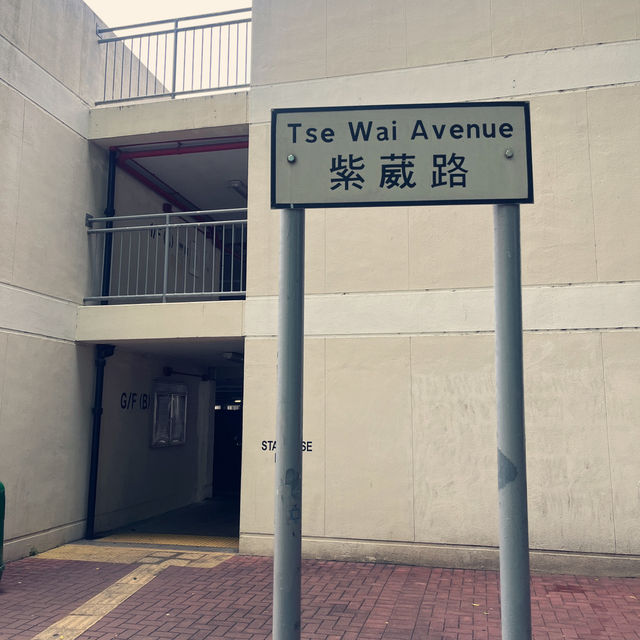 Tse Wai Avenue
紫葳路
G/F (B)